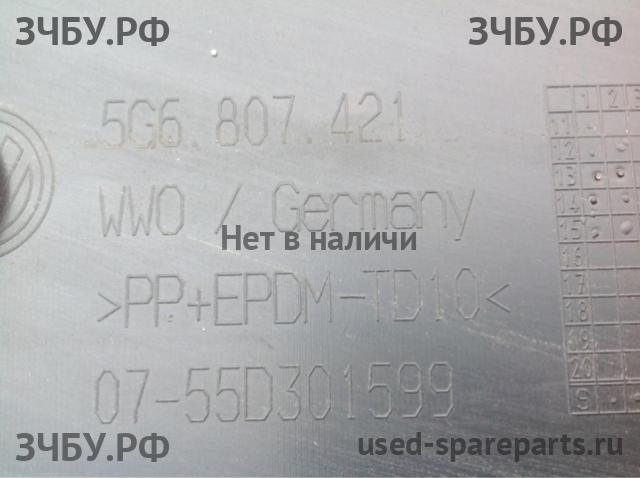 ЗЧБУ.РФ ЗЧБУ.РФ
5G6.807.421
WWO / Germany
Нет в наличи
>PP+EPDM-TD10<
07-55D301599
ЗЧБУ.РФ used-spareparts.ru
1 2 3
11
12
13
14
15
16
17
18
19
20